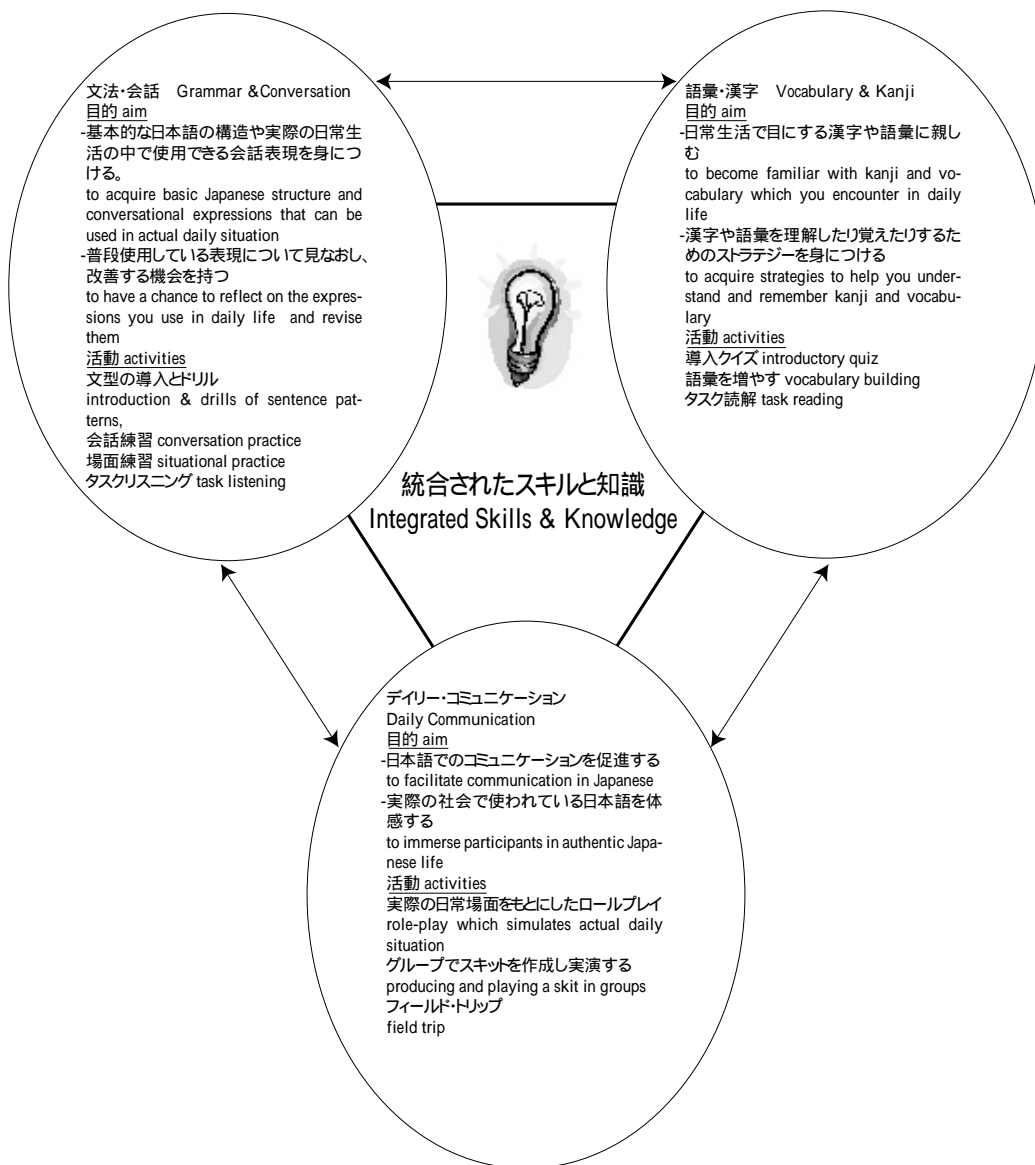 文法・会話 Grammar &Conversation
目的 aim
-基本的な日本語の構造や実際の日常生
活の中で使用できる会話表現を身につ
ける。
to acquire basic Japanese structure and
conversational expressions that can be
used in actual daily situation
-普段使用している表現について見なおし、
改善する機会を持つ
to have a chance to reflect on the expres-
sions you use in daily life and revise
them
活動 activities
文型の導入とドリル
introduction & drills of sentence pat-
terns,
会話練習 conversation practice
場面練習 situational practice
タスクリスニング task listening
語彙・漢字 Vocabulary & Kanji
目的 aim
-日常生活で目にする漢字や語彙に親し
む
to become familiar with kanji and vo-
cabulary which you encounter in daily
life
-漢字や語彙を理解したり覚えたりするた
めのストラテジーを身につける
to acquire strategies to help you under-
stand and remember kanji and vocabu-
lary
活動 activities
導入クイズ introductory quiz
語彙を増やす vocabulary building
タスク読解 task reading
統合されたスキルと知識
Integrated Skills & Knowledge
デイリー・コミュニケーション
Daily Communication
目的 aim
-日本語でのコミュニケーションを促進する
to facilitate communication in Japanese
-実際の社会で使われている日本語を体
感する
to immerse participants in authentic Japa-
nese life
活動 activities
実際の日常場面をもとにしたロールプレイ
role-play which simulates actual daily
situation
グループでスキットを作成し実演する
producing and playing a skit in groups
フィールド・トリップ
field trip